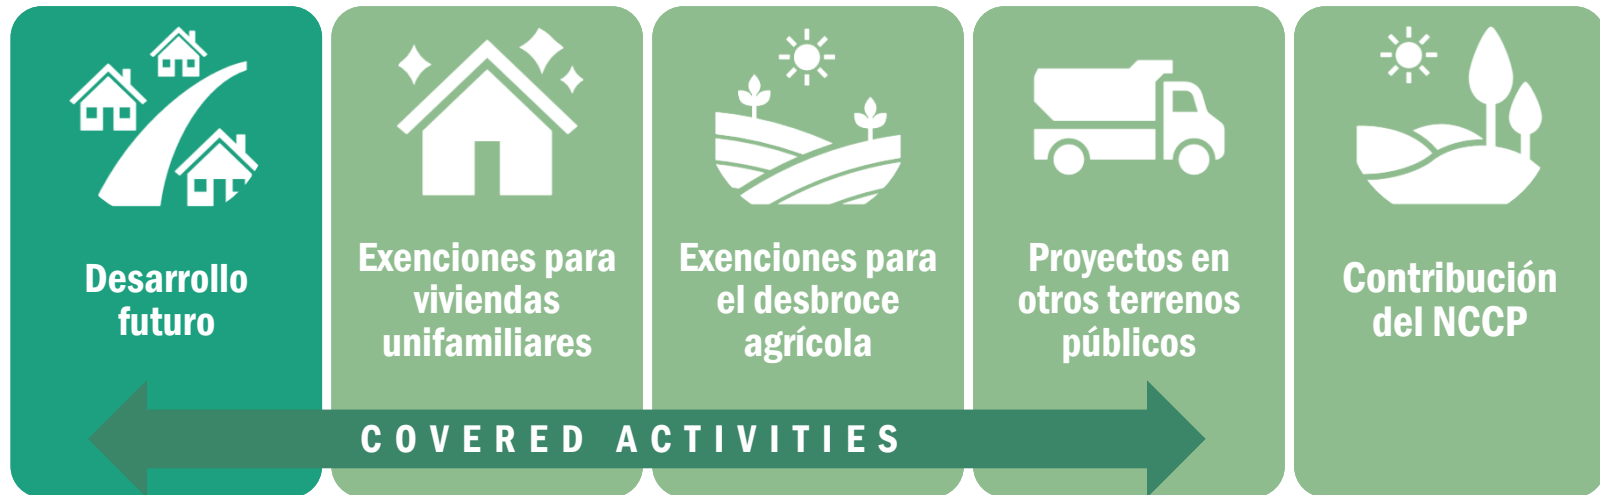 Desarrollo
futuro
Exenciones para
viviendas
unifamiliares
Exenciones para
el desbroce
agrícola
Proyectos en
otros terrenos
públicos
Contribución
del NCCP
COVERED ACTIVITIES